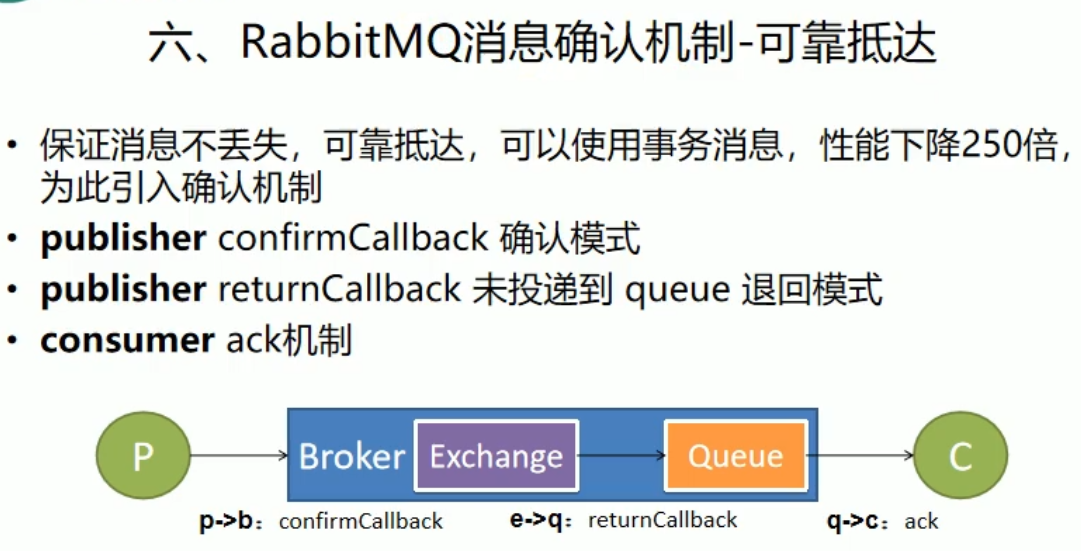 六、RabbitMQ消息确认机制-可靠抵达
• 保证消息不丢失，可靠抵达，可以使用事务消息，性能下降250倍，
为此引入确认机制
• publisher confirmCallback 确认模式
• publisher returnCallback 未投递到 queue 退回模式
• consumer ack机制
P
Broker
Exchange
Queue
C
p->b：confirmCallback
e->q：returnCallback
q->c：ack